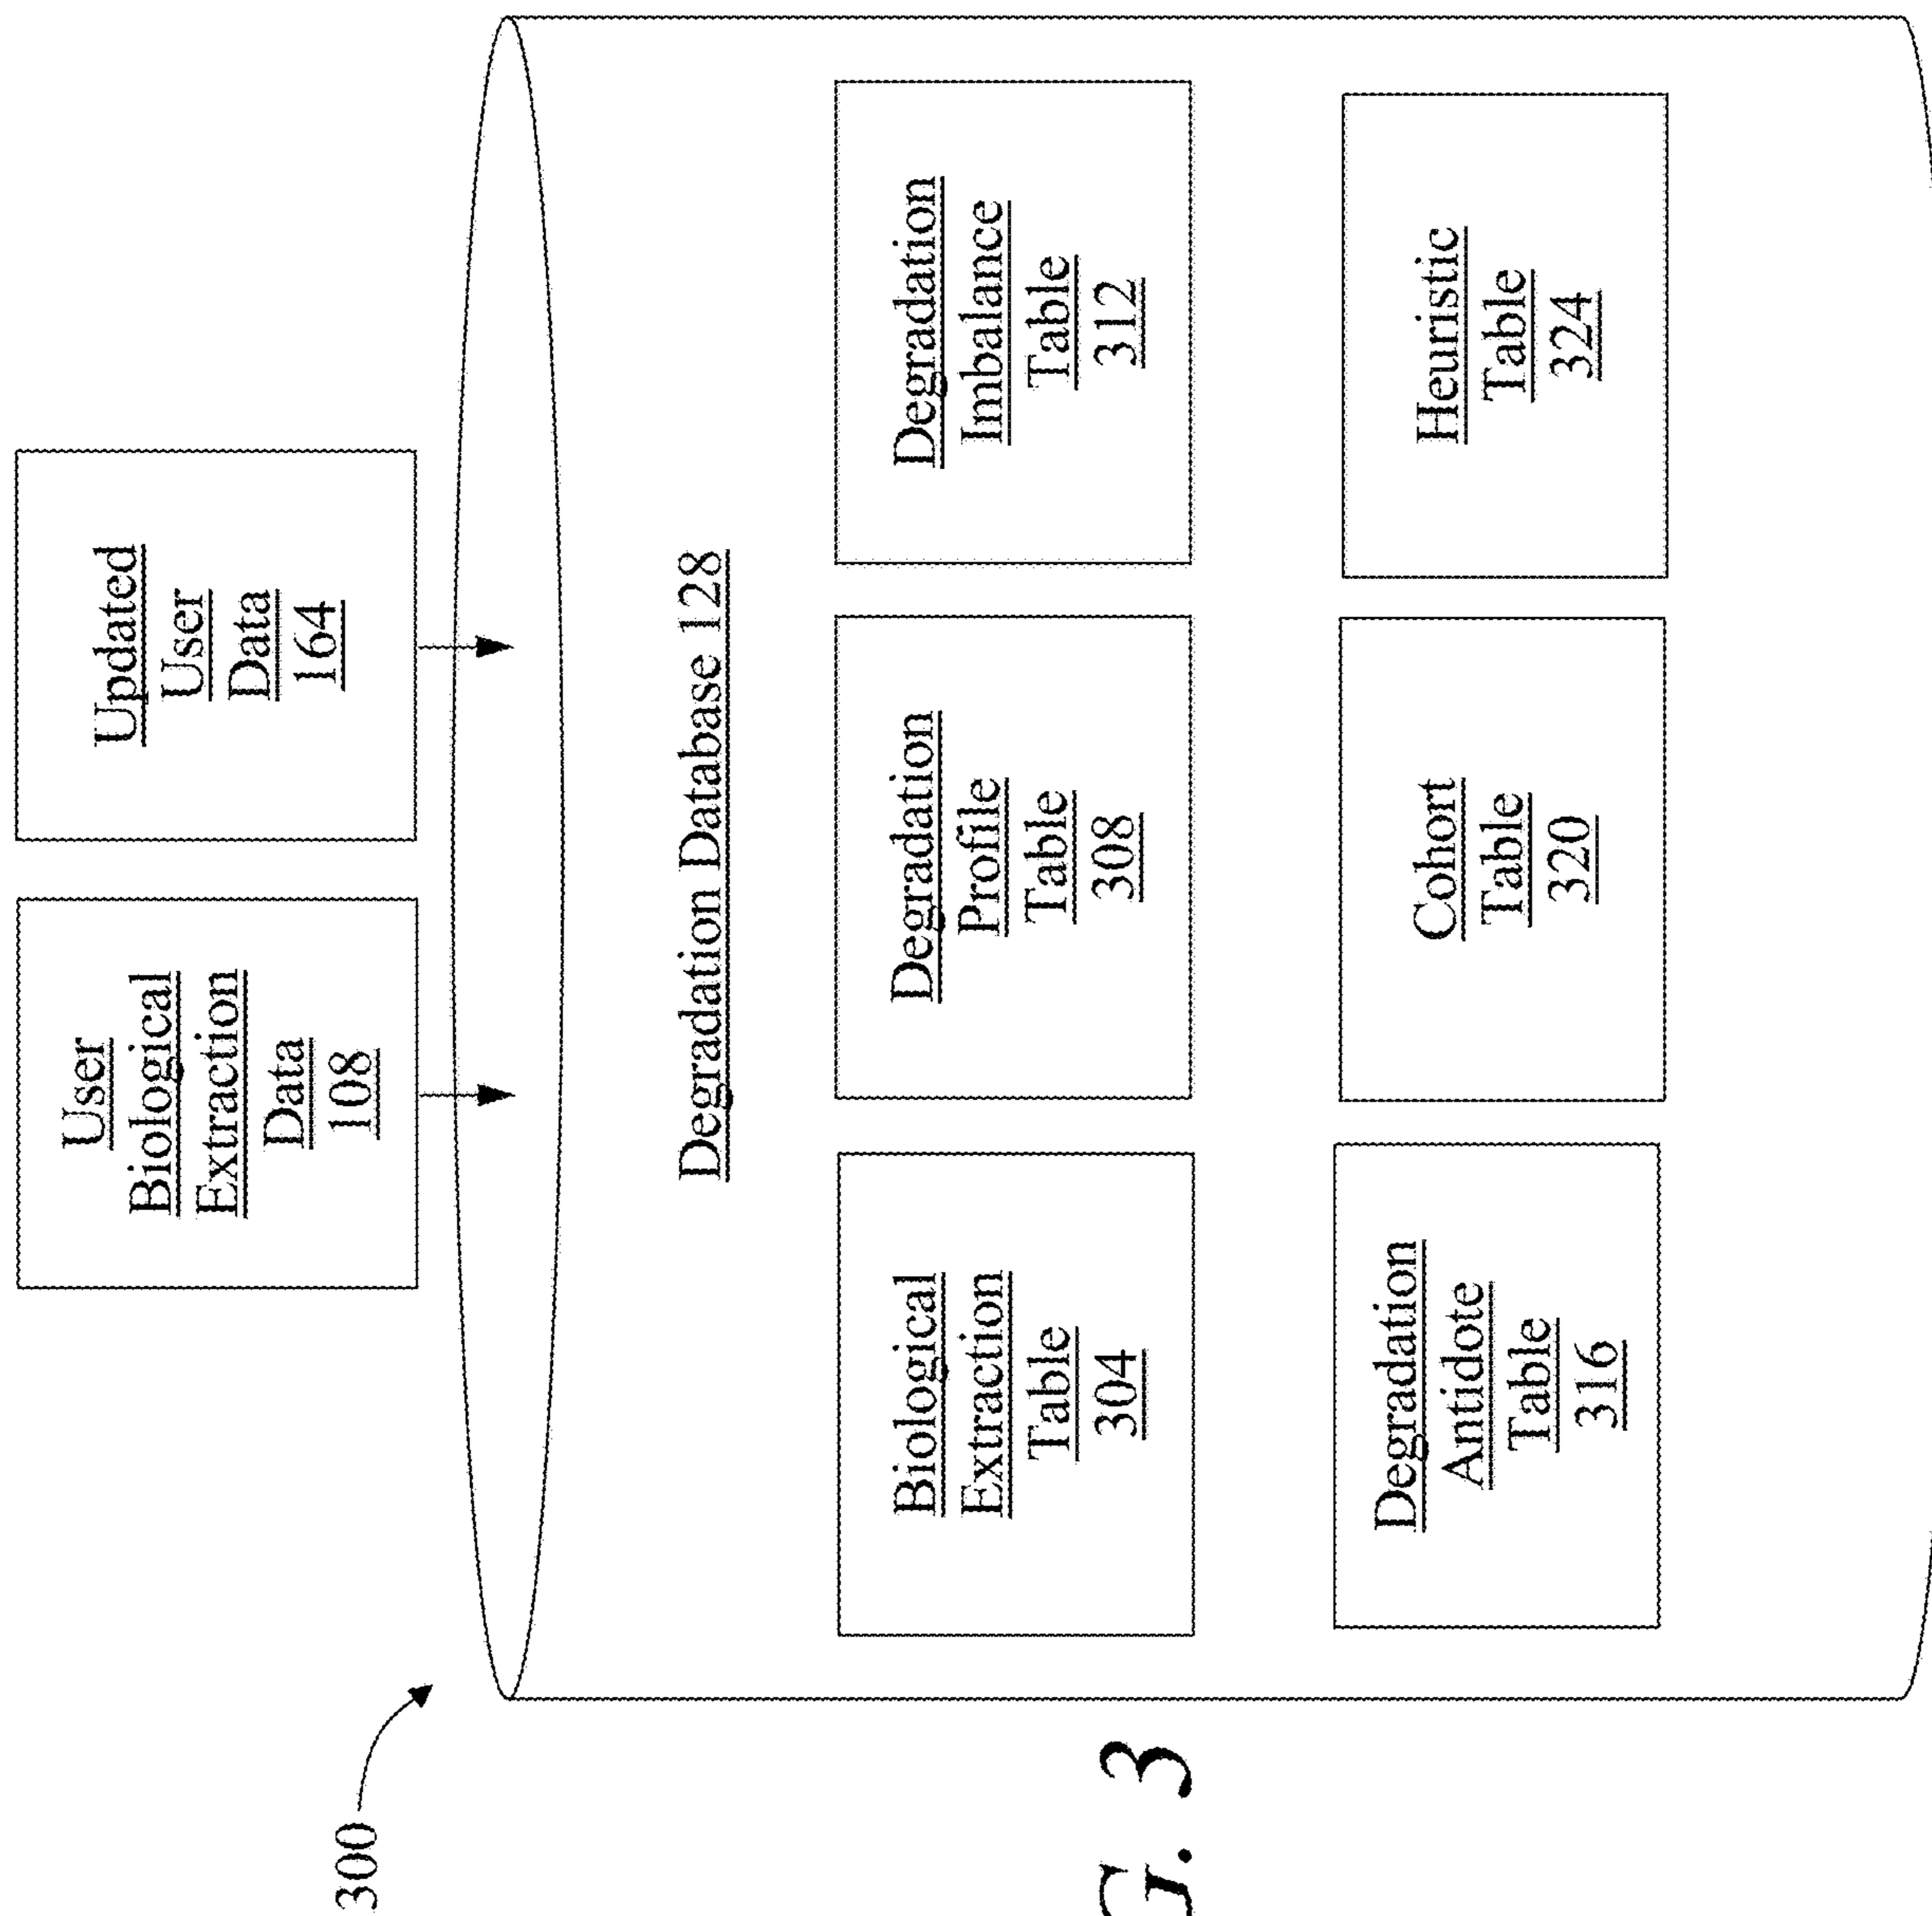 300
User
Biological
Extraction
Data
108
Updated
User
Data
164
Degradation Database 128
Biological
Extraction
Table
304
Degradation
Profile
Table
308
Degradation
Imbalance
Table
312
Degradation
Antidote
Table
316
Cohort
Table
320
Heuristic
Table
324
G. 3